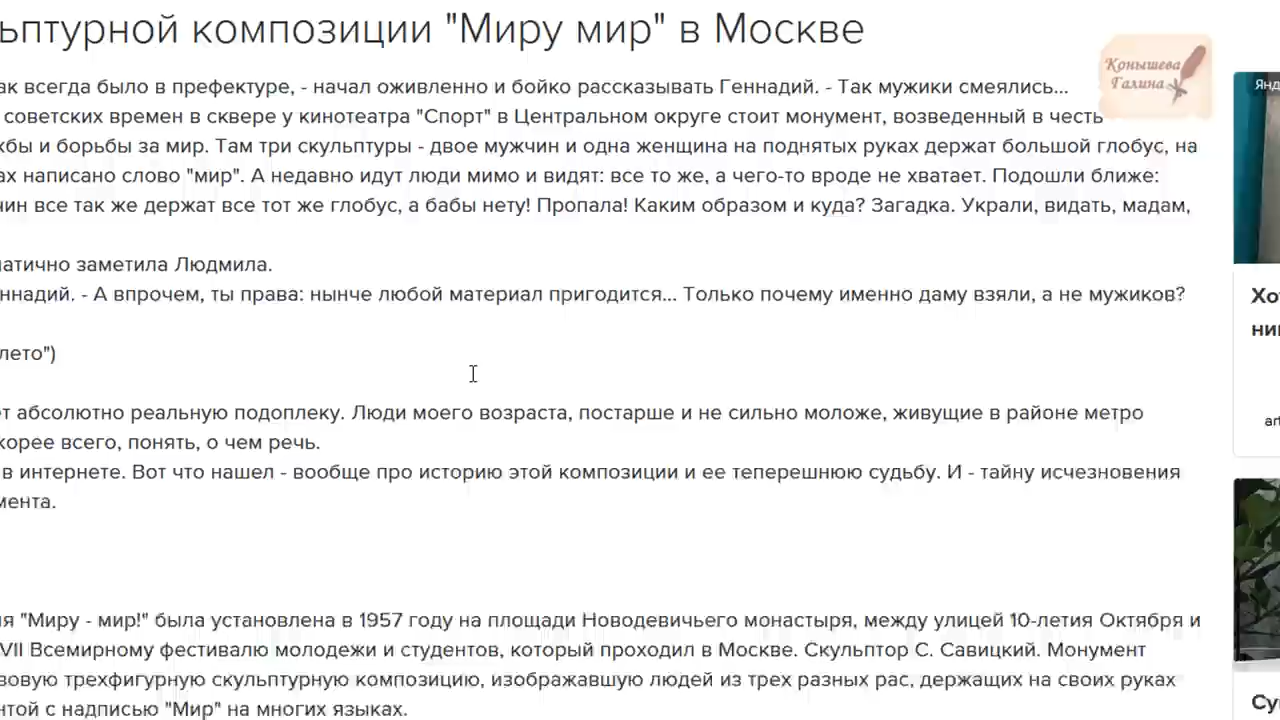 ьптурной композиции "Миру мир" в Москве
Конышева
Галина
ак всегда было в префектуре, - начал оживленно и бойко рассказывать Геннадий. - Так мужики смеялись...
советских времен в сквере у кинотеатра "Спорт" в Центральном округе стоит монумент, возведенный в честь
жбы и борьбы за мир. Там три скульптуры - двое мужчин и одна женщина на поднятых руках держат большой глобус, на
ах написано слово "мир". А недавно идут люди мимо и видят: все то же, а чего-то вроде не хватает. Подошли ближе:
чин все так же держат все тот же глобус, а бабы нету! Пропала! Каким образом и куда? Загадка. Украли, видать, мадам,
матично заметила Людмила.
ннадий. - А впрочем, ты права: нынче любой материал пригодится... Только почему именно даму взяли, а не мужиков?
лето")
ет абсолютно реальную подоплеку. Люди моего возраста, постарше и не сильно моложе, живущие в районе метро
корее всего, понять, о чем речь.
в интернете. Вот что нашел - вообще про историю этой композиции и ее теперешнюю судьбу. И - тайну исчезновения
мента.
ия "Миру - мир!" была установлена в 1957 году на площади Новодевичьего монастыря, между улицей 10-летия Октября и
VII Всемирному фестивалю молодежи и студентов, который проходил в Москве. Скульптор С. Савицкий. Монумент
зовую трехфигурную скульптурную композицию, изображавшую людей из трех разных рас, держащих на своих руках
нтой с надписью "Мир" на многих языках.
Янд
Хо
ни
ar
Су